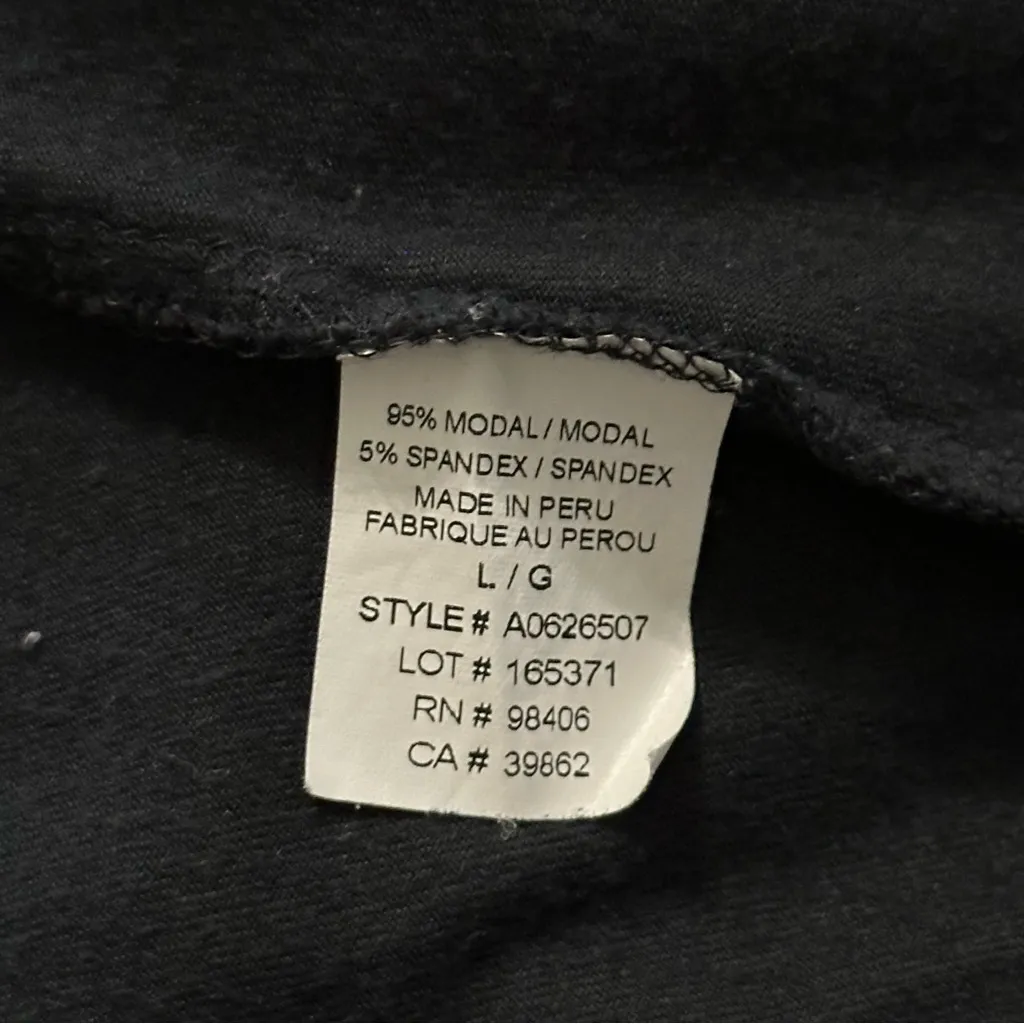 95% MODAL / MODAL
5% SPANDEX / SPANDEX
MADE IN PERU
FABRIQUE AU PEROU
L / G
STYLE # A0626507
LOT # 165371
RN # 98406
CA # 39862